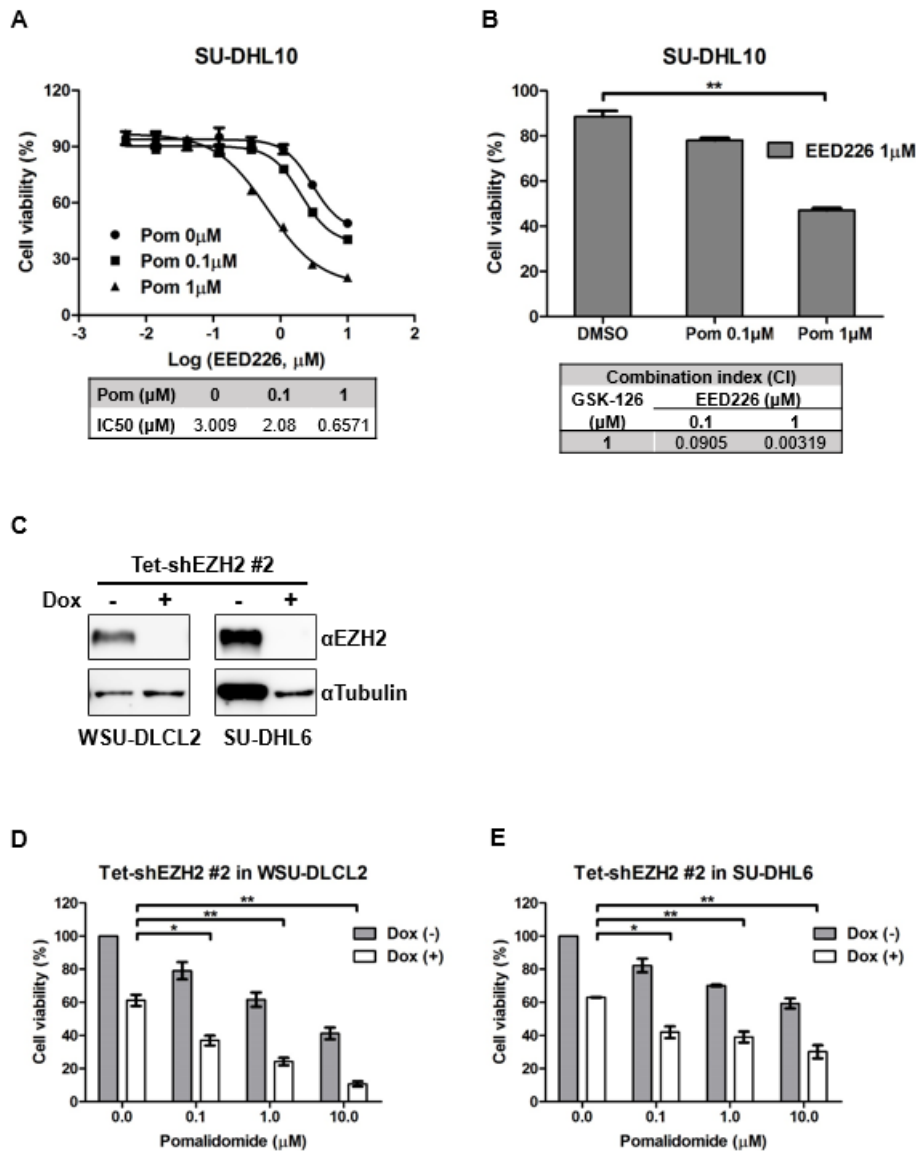 A
SU-DHL10
120
90
60
30
0
Cell viability (%)
Pom 0μM
Pom 0.1μM
Pom 1μM
-3 -2 -1 0 1 2
Log (EED226, μM)
Pom (μM) 0 0.1 1
IC50 (μM) 3.009 2.08 0.6571
B
SU-DHL10
**
100
80
60
40
20
0
Cell viability (%)
EED226 1μM
DMSO Pom 0.1μM Pom 1μM
Combination index (CI)
GSK-126 EED226 (μM)
(μM) 0.1 1
1 0.0905 0.00319
C
Tet-shEZH2 #2
Dox - + - +
αEZH2
αTubulin
WSU-DLCL2 SU-DHL6
D
Tet-shEZH2 #2 in WSU-DLCL2
**
**
*
100
80
60
40
20
0
Cell viability (%)
Dox (-)
Dox (+)
0.0 0.1 1.0 10.0
Pomalidomide (μM)
E
Tet-shEZH2 #2 in SU-DHL6
**
**
*
100
80
60
40
20
0
Cell viability (%)
Dox (-)
Dox (+)
0.0 0.1 1.0 10.0
Pomalidomide (μM)